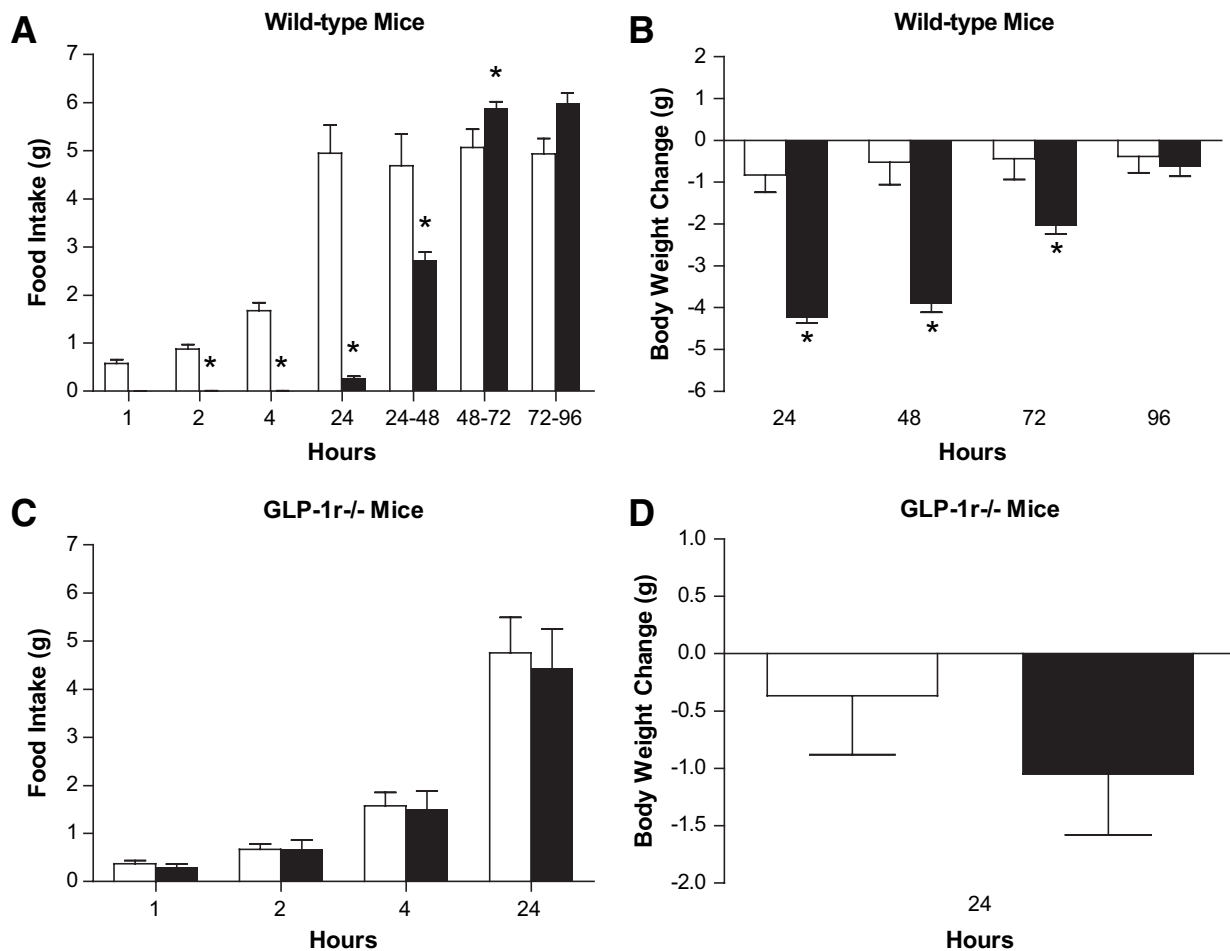 A
Wild-type Mice
Food Intake (g)
7
6
5
4
3
2
1
0
*
*
*
*
*
1 2 4 24 24-48 48-72 72-96
Hours
B
Wild-type Mice
Body Weight Change (g)
2
1
0
-1
-2
-3
-4
-5
-6
*
*
*
24 48 72 96
Hours
C
GLP-1r-/- Mice
Food Intake (g)
7
6
5
4
3
2
1
0
1 2 4 24
Hours
D
GLP-1r-/- Mice
Body Weight Change (g)
1.0
0.5
0.0
-0.5
-1.0
-1.5
-2.0
24
Hours